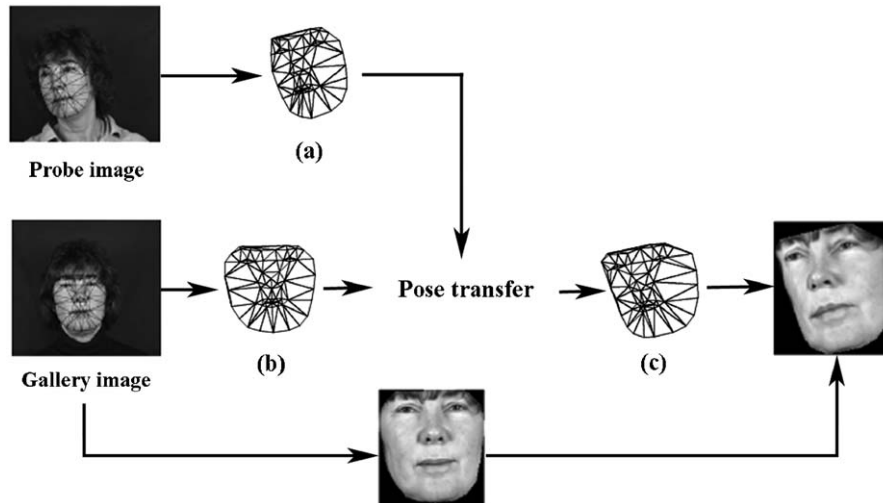 (a)
Probe image
Pose transfer
(b)
(c)
Gallery image